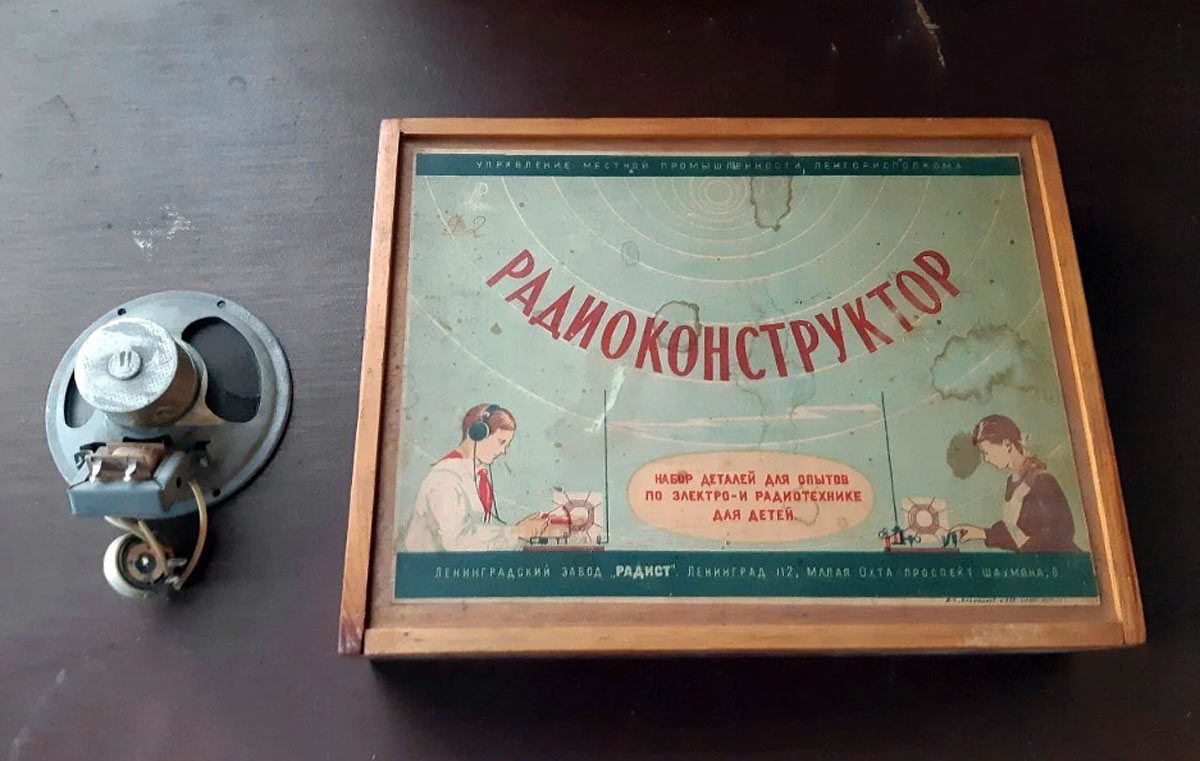 УПРАВЛЕНИЕ МЕСТНОЙ ПРОМЫШЛЕННОСТИ ЛЕНГОРИСПОЛКОМА
РАДИОКОНСТРУКТОР
НАБОР ДЕТАЛЕЙ ДЛЯ ОПЫТОВ
ПО ЭЛЕКТРО-И РАДИОТЕХНИКЕ
ДЛЯ ДЕТЕЙ.
ЛЕНИНГРАДСКИЙ ЗАВОД „РАДИСТ". ЛЕНИНГРАД 112, МАЛАЯ ОХТА ПРОСПЕКТ ШАУМЯНА, 8